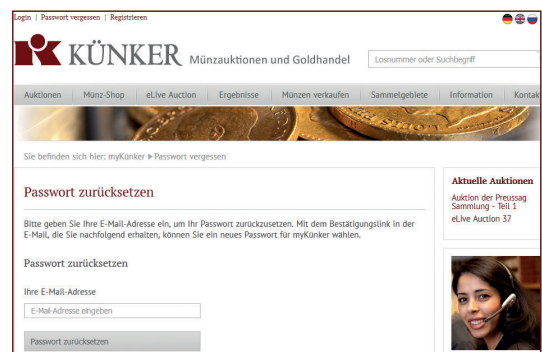 Login | Passwort vergessen | Registrieren
KÜNKER Münzauktionen und Goldhandel
Losnummer oder Suchbegriff
Auktionen Münz-Shop eLive Auction Ergebnisse Münzen verkaufen Sammelgebiete Information Kontak
Sie befinden sich hier: myKünker ▶ Passwort vergessen
Passwort zurücksetzen
Bitte geben Sie Ihre E-Mail-Adresse ein, um Ihr Passwort zurückzusetzen. Mit dem Bestätigungslink in der
E-Mail, die Sie nachfolgend erhalten, können Sie ein neues Passwort für myKünker wählen.
Passwort zurücksetzen
Ihre E-Mail-Adresse
E-Mail-Adresse eingeben
Passwort zurücksetzen
Aktuelle Auktionen
Auktion der Preussag
Sammlung - Teil 1
eLive Auction 37